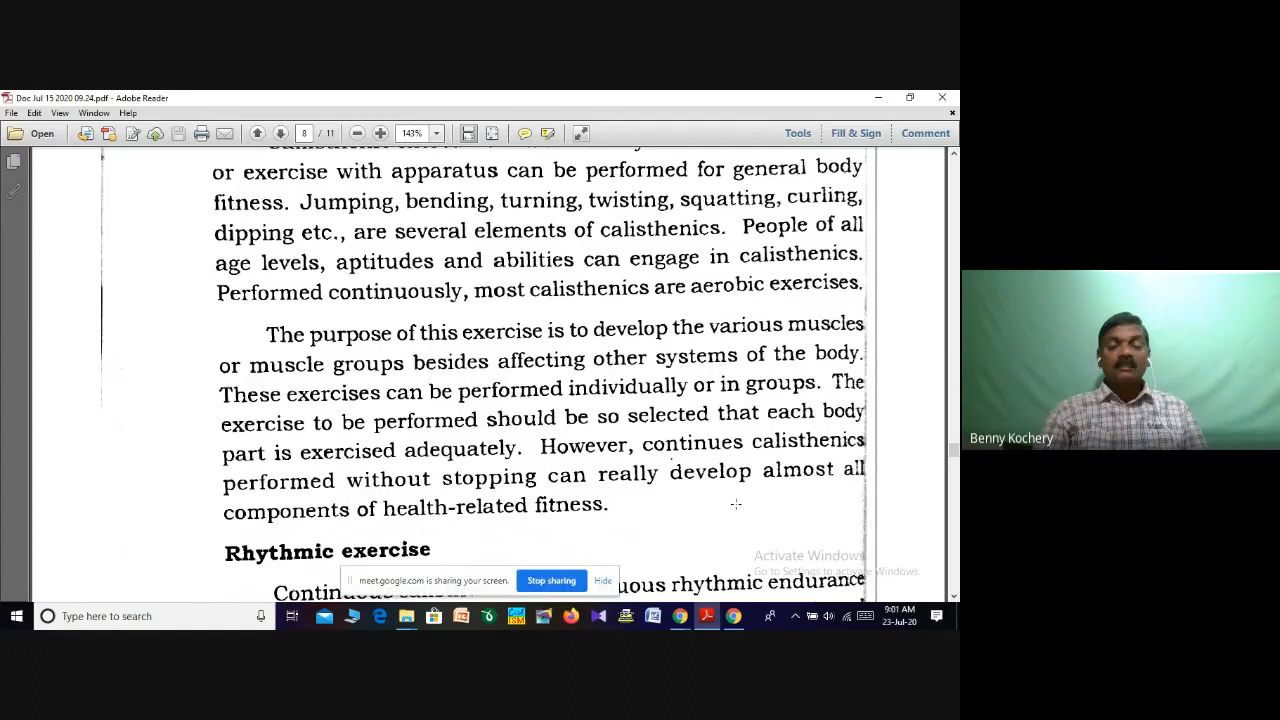 Doc Jul 15 2020 09.24.pdf - Adobe Reader
File Edit View Window Help
Open 8 / 11 143% Tools Fill & Sign Comment
or exercise with apparatus can be performed for general body
fitness. Jumping, bending, turning, twisting, squatting, curling,
dipping etc., are several elements of calisthenics. People of all
age levels, aptitudes and abilities can engage in calisthenics.
Performed continuously, most calisthenics are aerobic exercises.
The purpose of this exercise is to develop the various muscles
or muscle groups besides affecting other systems of the body.
These exercises can be performed individually or in groups. The
exercise to be performed should be so selected that each body
part is exercised adequately. However, continues calisthenics
performed without stopping can really develop almost all
components of health-related fitness.
Rhythmic exercise
uous rhythmic endurance
meet.google.com is sharing your screen. Stop sharing Hide
Activate Windows
Go to Settings to activate Windows.
Type here to search
9:01 AM
23-Jul-20
Benny Kochery